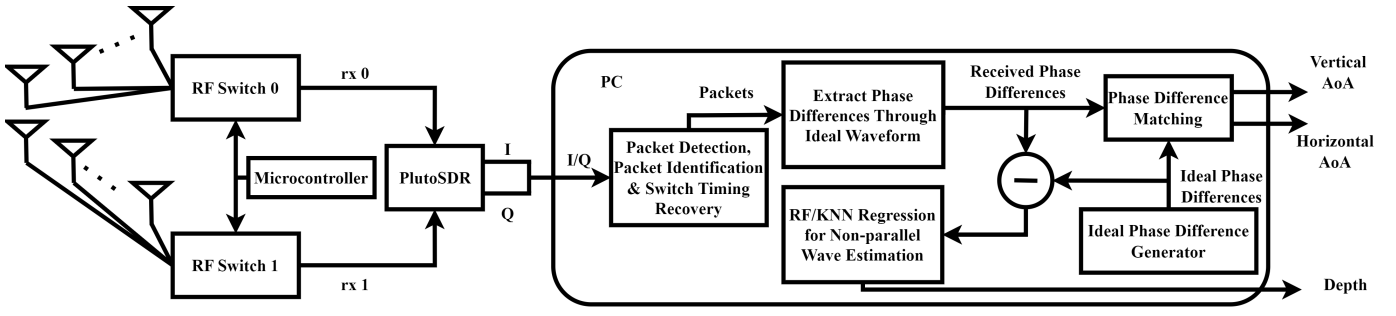 RF Switch 0
rx 0
Microcontroller
RF Switch 1
rx 1
PlutoSDR
I
Q
I/Q
PC
Packets
Packet Detection,
Packet Identification
& Switch Timing
Recovery
Extract Phase
Differences Through
Ideal Waveform
Received Phase
Differences
Phase Difference
Matching
Vertical
AoA
Horizontal
AoA
Ideal Phase
Differences
Ideal Phase Difference
Generator
RF/KNN Regression
for Non-parallel
Wave Estimation
Depth